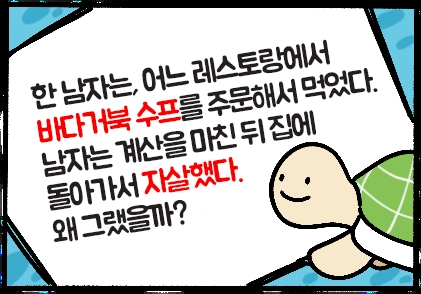 한 남자는, 어느 레스토랑에서
바다거북 수프를 주문해서 먹었다.
남자는 계산을 마친 뒤 집에
돌아가서 자살했다.
왜 그랬을까?